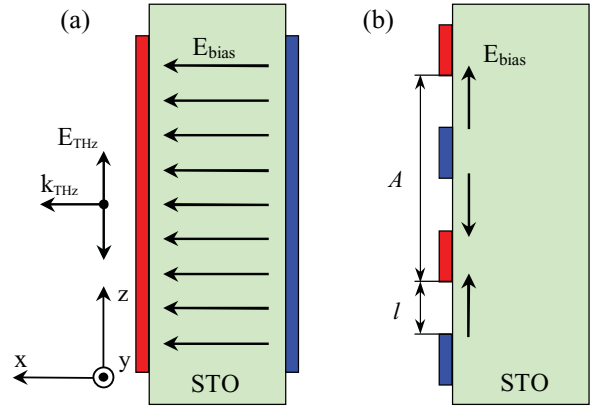 (a)
E_bias
E_THz
k_THz
z
x
y
STO
(b)
E_bias
A
l
STO